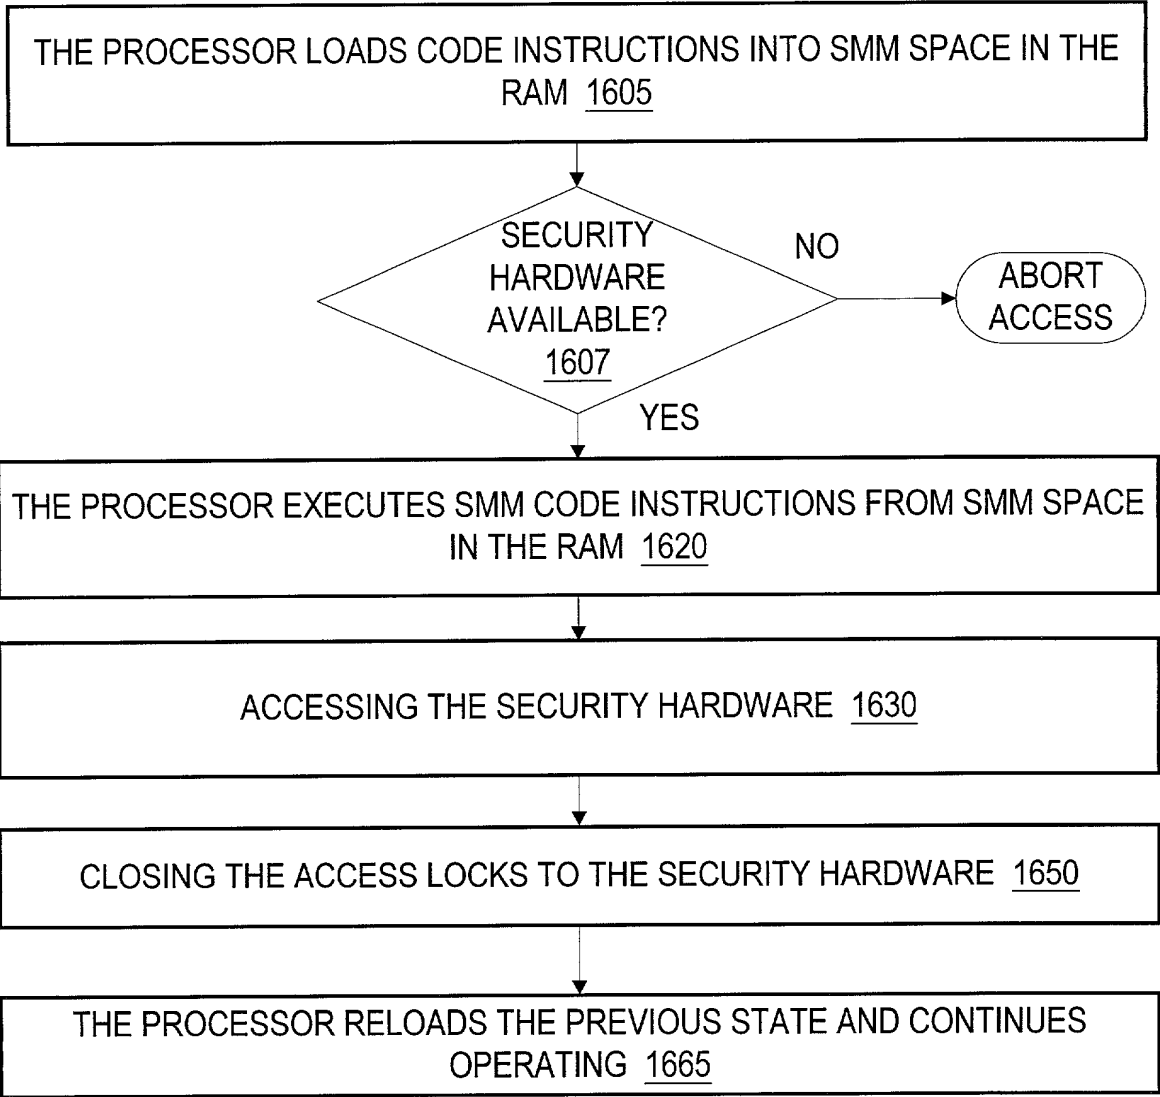 THE PROCESSOR LOADS CODE INSTRUCTIONS INTO SMM SPACE IN THE
RAM 1605
SECURITY
HARDWARE
AVAILABLE?
1607
NO
ABORT
ACCESS
YES
THE PROCESSOR EXECUTES SMM CODE INSTRUCTIONS FROM SMM SPACE
IN THE RAM 1620
ACCESSING THE SECURITY HARDWARE 1630
CLOSING THE ACCESS LOCKS TO THE SECURITY HARDWARE 1650
THE PROCESSOR RELOADS THE PREVIOUS STATE AND CONTINUES
OPERATING 1665